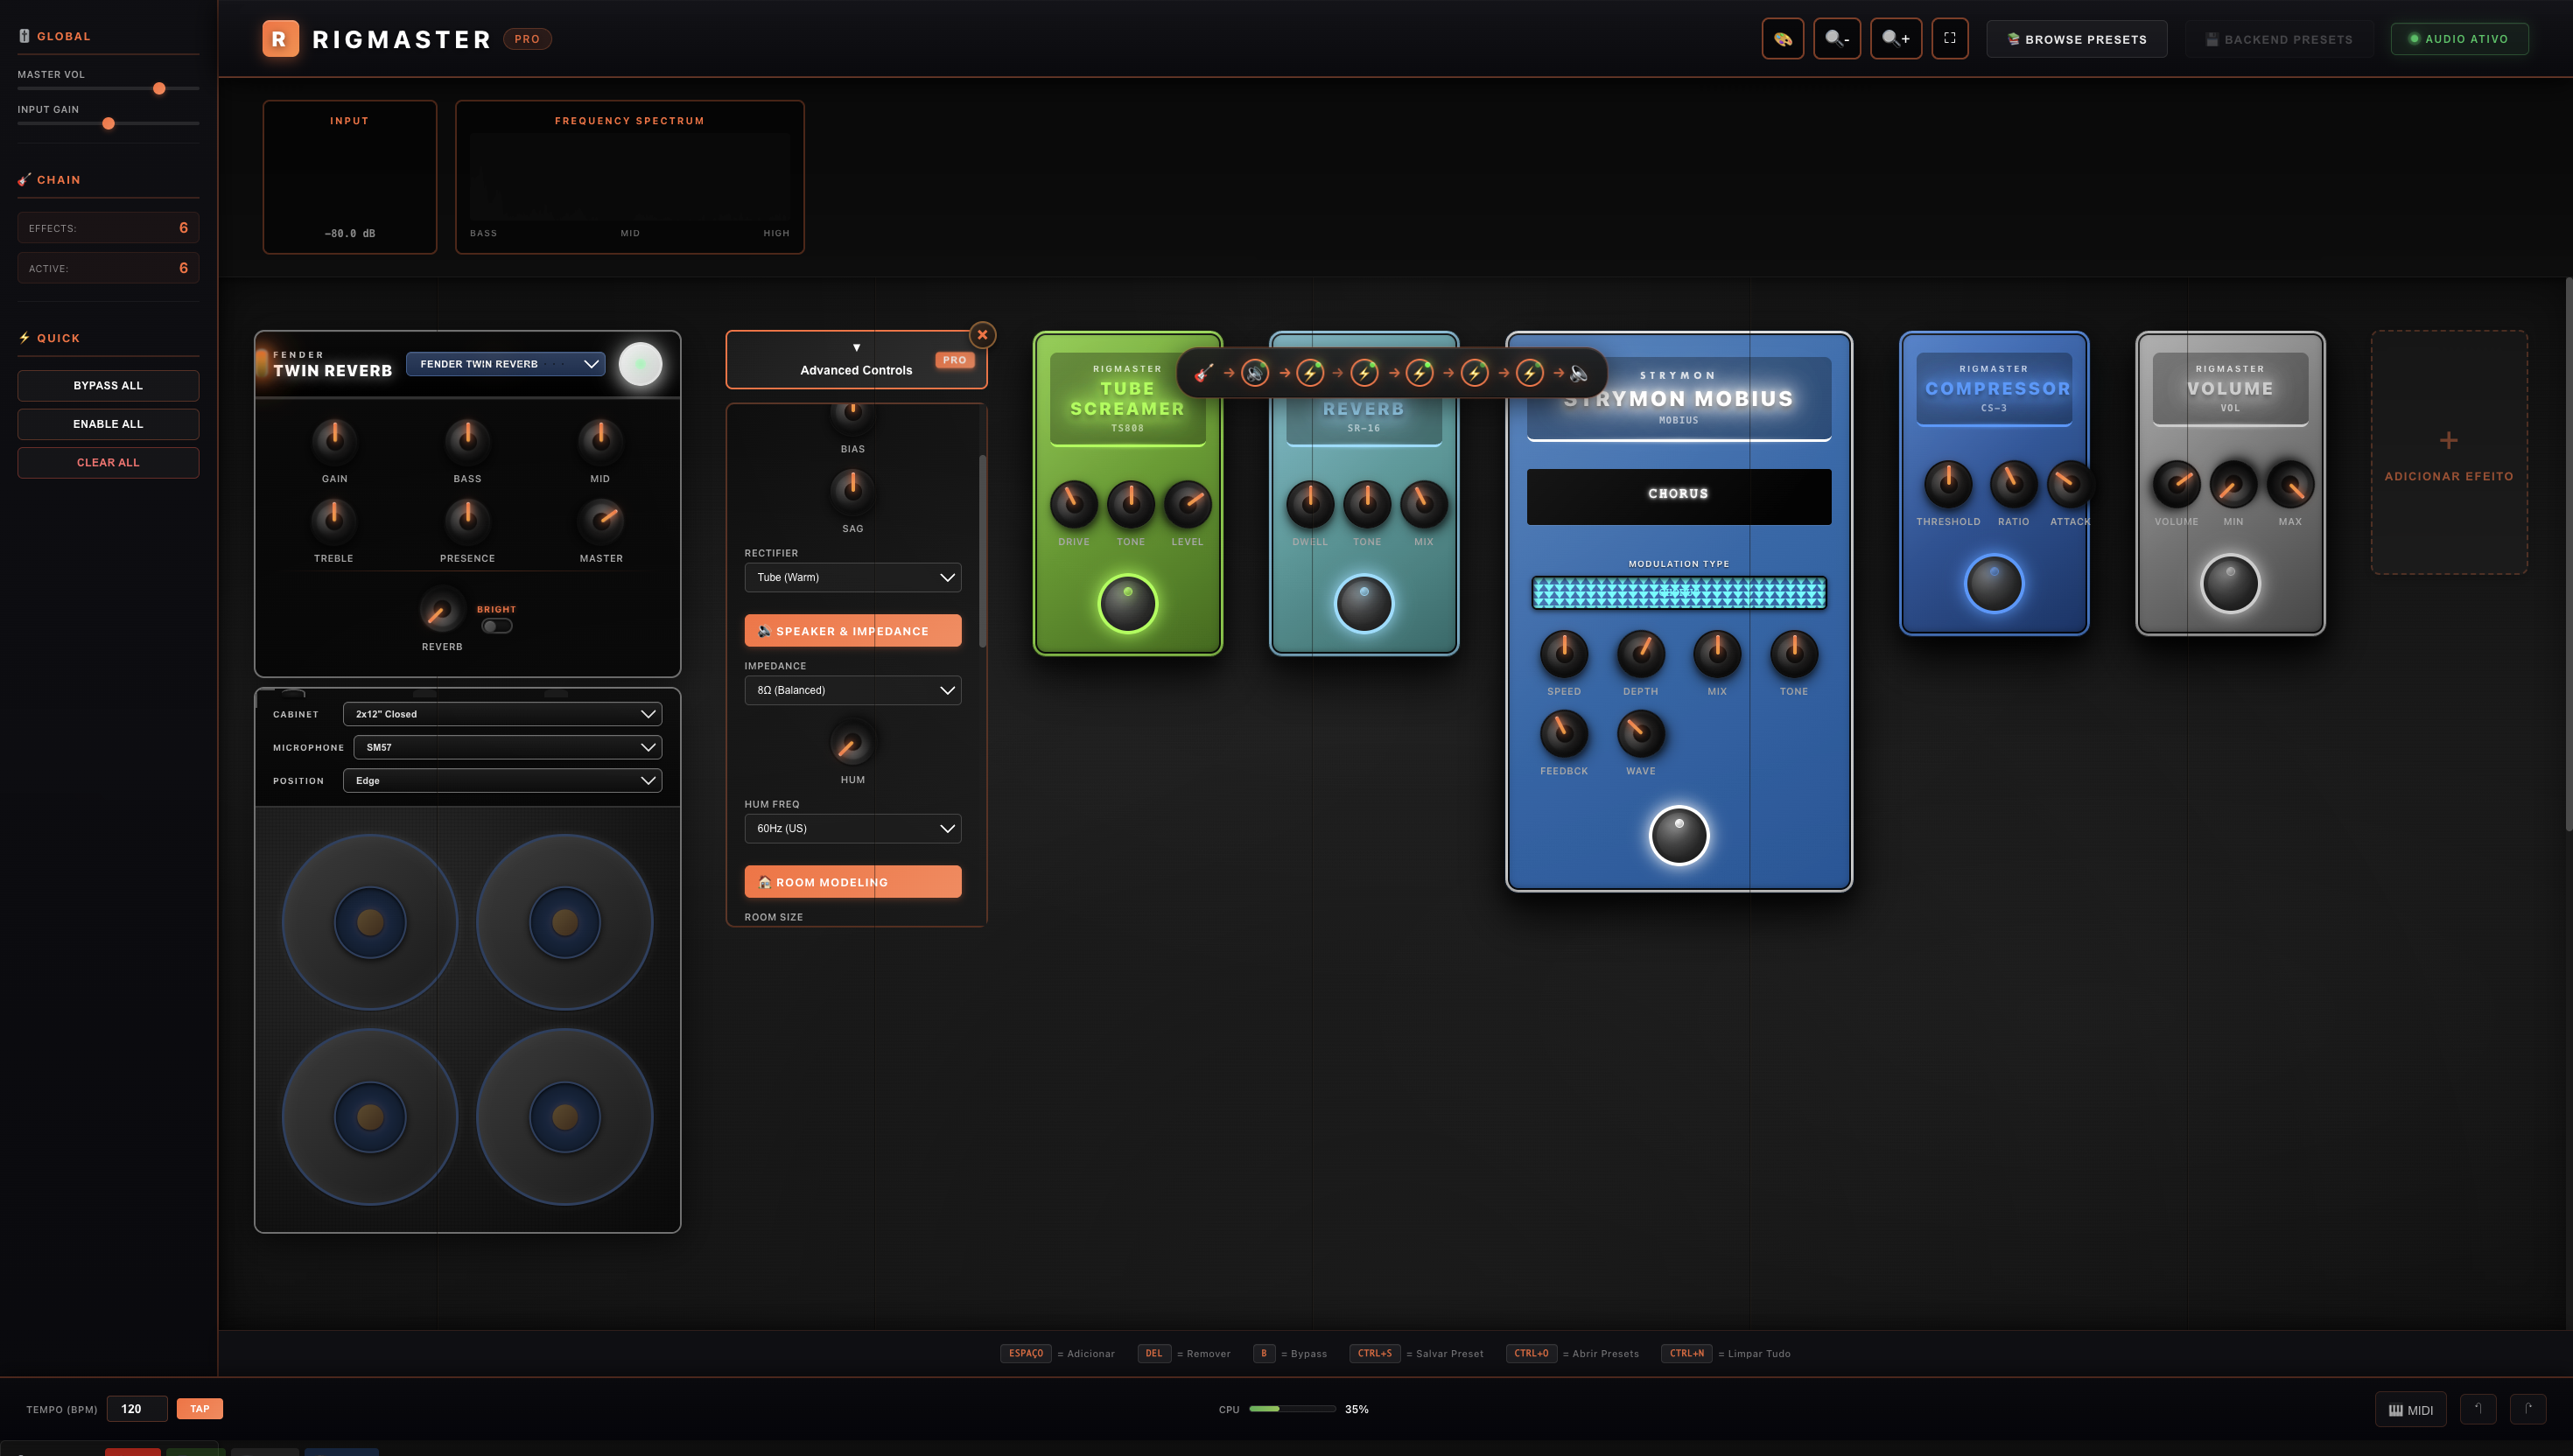 GLOBAL
MASTER VOL
INPUT GAIN
CHAIN
EFFECTS: 6
ACTIVE: 6
QUICK
BYPASS ALL
ENABLE ALL
CLEAR ALL
R RIGMASTER PRO
BROWSE PRESETS
BACKEND PRESETS
AUDIO ATIVO
INPUT
-80.0 dB
FREQUENCY SPECTRUM
BASS MID HIGH
FENDER
TWIN REVERB
FENDER TWIN REVERB
GAIN BASS MID
TREBLE PRESENCE MASTER
REVERB
BRIGHT
CABINET 2x12" Closed
MICROPHONE SM57
POSITION Edge
▼
Advanced Controls
PRO
BIAS
SAG
RECTIFIER
Tube (Warm)
SPEAKER & IMPEDANCE
IMPEDANCE
8Ω (Balanced)
HUM
HUM FREQ
60Hz (US)
ROOM MODELING
ROOM SIZE
RIGMASTER
TUBE
SCREAMER
TS808
DRIVE TONE LEVEL
REVERB
SR-16
DWELL TONE MIX
STRYMON
STRYMON MOBIUS
MOBIUS
CHORUS
MODULATION TYPE
CHORUS
SPEED DEPTH MIX TONE
FEEDBCK WAVE
RIGMASTER
COMPRESSOR
CS-3
THRESHOLD RATIO ATTACK
RIGMASTER
VOLUME
VOL
VOLUME MIN MAX
+
ADICIONAR EFEITO
ESPAÇO = Adicionar DEL = Remover B = Bypass CTRL+S = Salvar Preset CTRL+O = Abrir Presets CTRL+N = Limpar Tudo
TEMPO (BPM) 120 TAP
CPU 35%
MIDI